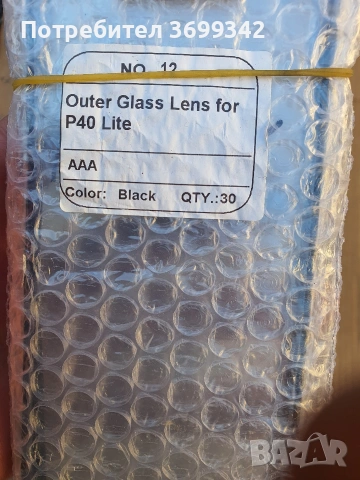 Потребител 3699342
NO. 12
Outer Glass Lens for
P40 Lite
AAA
Color: Black QTY.:30
BAZAR